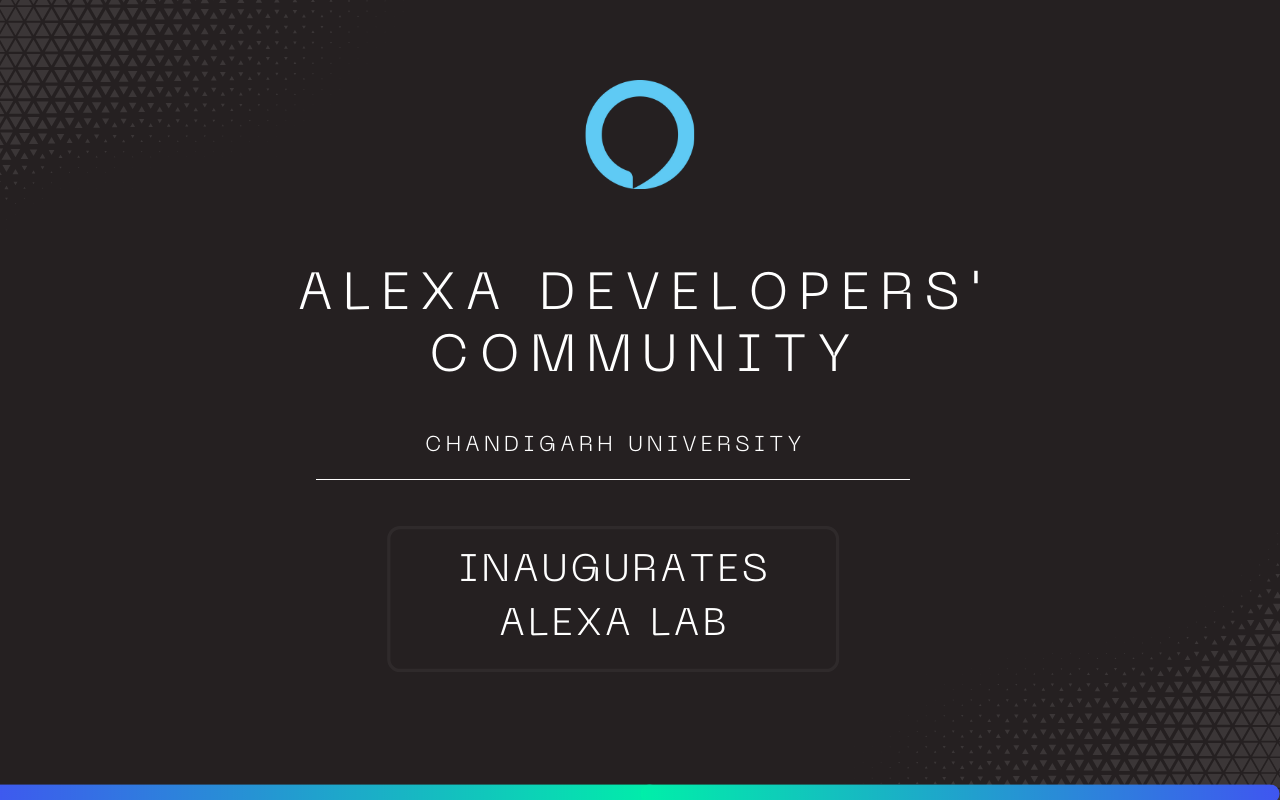 ALEXA DEVELOPERS'
COMMUNITY
CHANDIGARH UNIVERSITY
INAUGURATES
ALEXA LAB